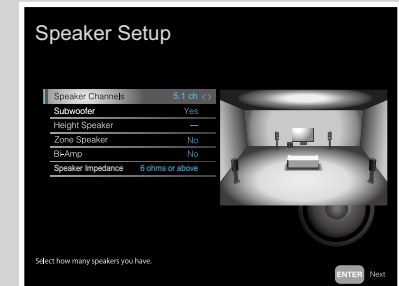 Speaker Setup
Speaker Channels 5.1 ch <>
Subwoofer Yes
Height Speaker —
Zone Speaker No
Bi-Amp No
Speaker Impedance 6 ohms or above
Select how many speakers you have.
ENTER Next